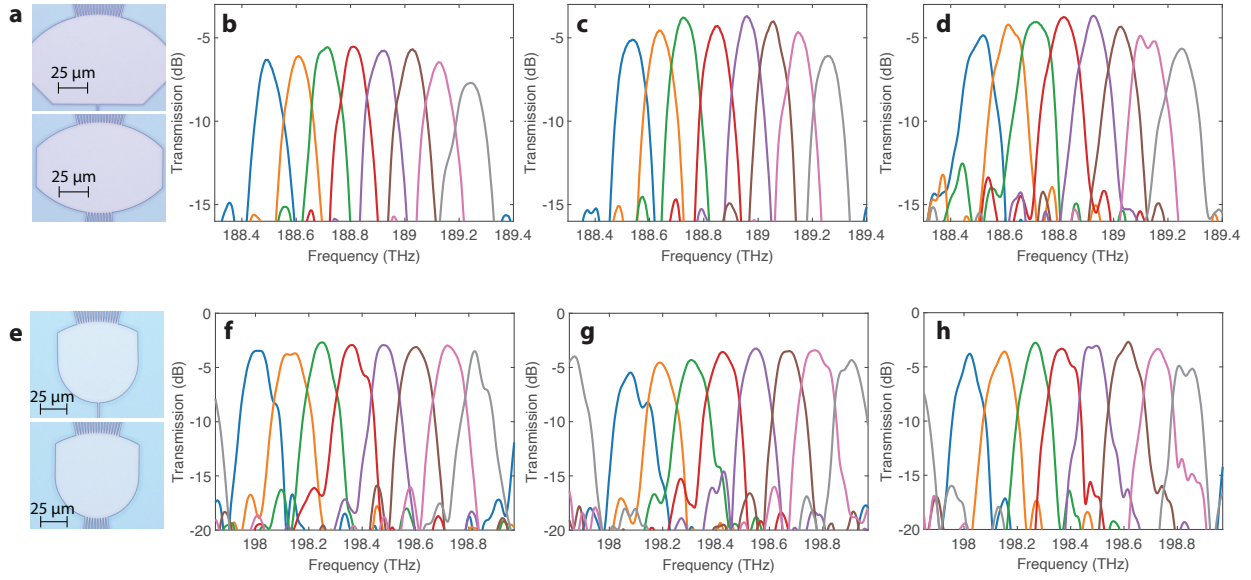 a
25 µm
25 µm
b
Transmission (dB)
-5
-10
-15
188.4 188.6 188.8 189 189.2 189.4
Frequency (THz)
c
Transmission (dB)
-5
-10
-15
188.4 188.6 188.8 189 189.2 189.4
Frequency (THz)
d
Transmission (dB)
-5
-10
-15
188.4 188.6 188.8 189 189.2 189.4
Frequency (THz)
e
25 µm
25 µm
f
Transmission (dB)
0
-5
-10
-15
-20
198 198.2 198.4 198.6 198.8
Frequency (THz)
g
Transmission (dB)
0
-5
-10
-15
-20
198 198.2 198.4 198.6 198.8
Frequency (THz)
h
Transmission (dB)
0
-5
-10
-15
-20
198 198.2 198.4 198.6 198.8
Frequency (THz)